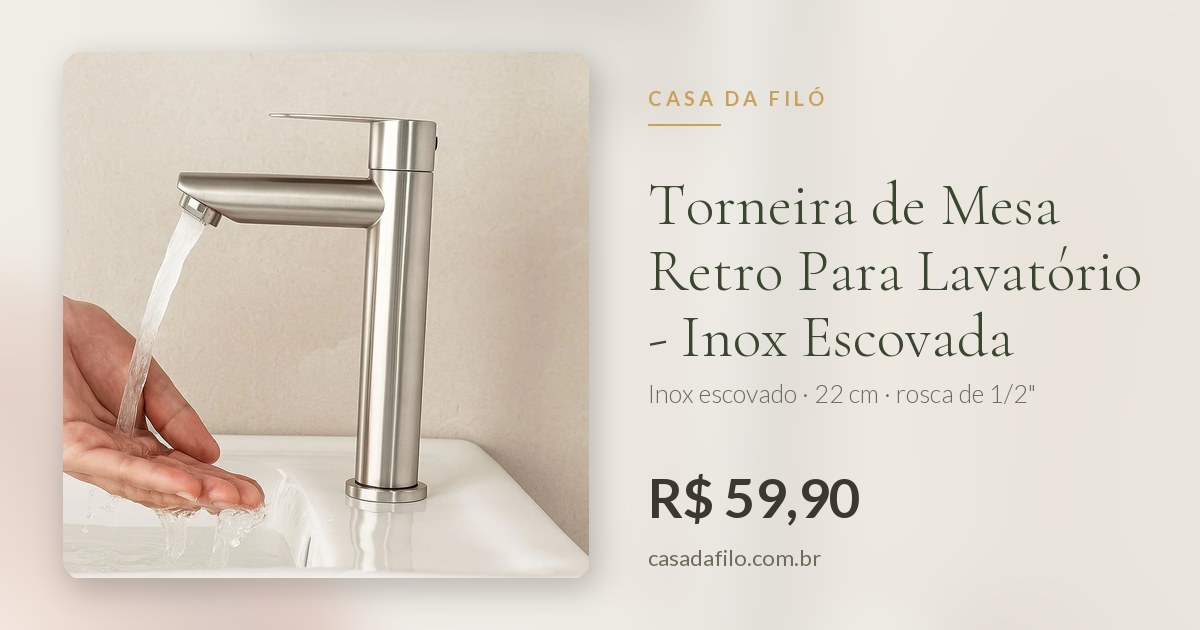 CASA DA FILÓ
Torneira de Mesa
Retro Para Lavatório
- Inox Escovada
Inox escovado · 22 cm · rosca de 1/2"
R$ 59,90
casadafilo.com.br